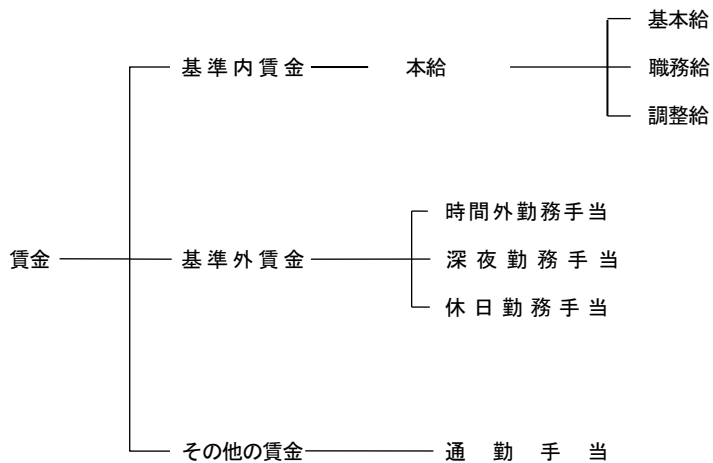 基本給
基準内賃金 本給 職務給
調整給
時間外勤務手当
賃金 基準外賃金 深夜勤務手当
休日勤務手当
その他の賃金 通勤手当